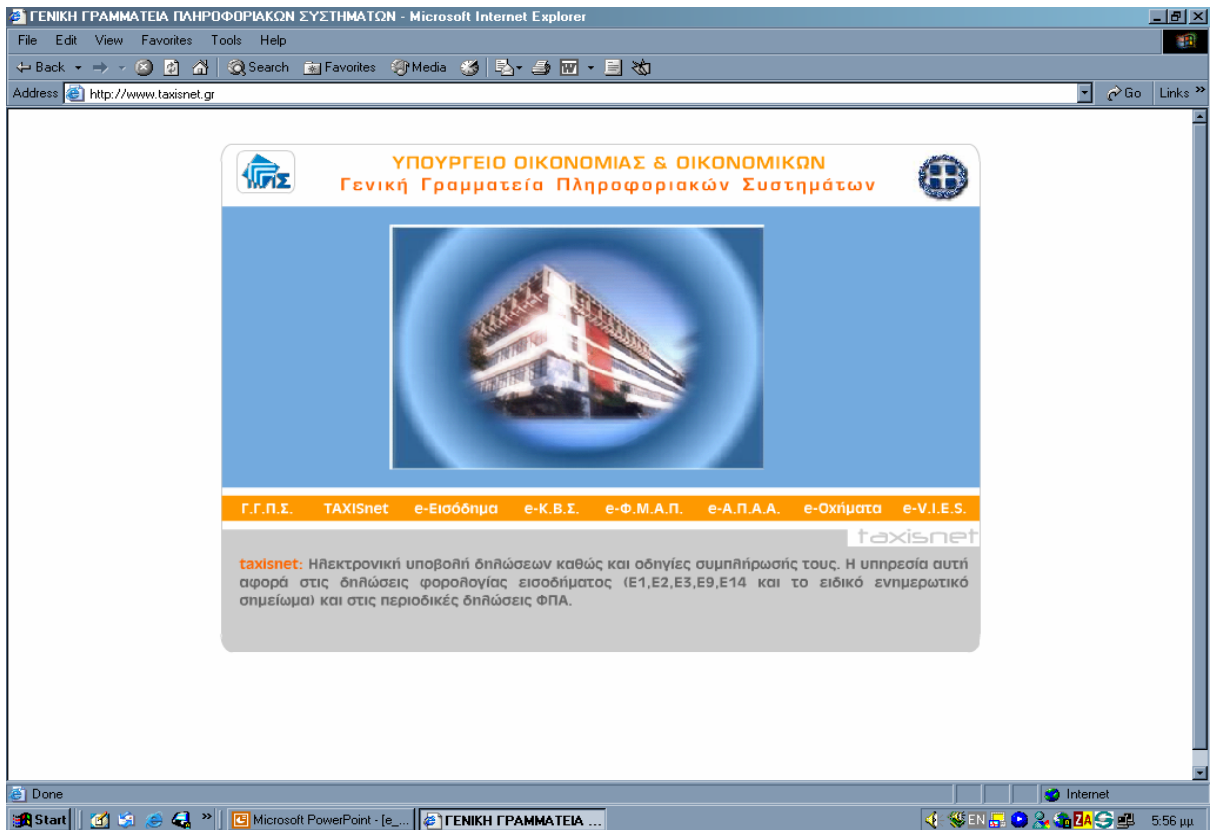 ΓΕΝΙΚΗ ΓΡΑΜΜΑΤΕΙΑ ΠΛΗΡΟΦΟΡΙΑΚΩΝ ΣΥΣΤΗΜΑΤΩΝ - Microsoft Internet Explorer
File Edit View Favorites Tools Help
Back Search Favorites Media
Address http://www.taxisnet.gr Go Links »
ΥΠΟΥΡΓΕΙΟ ΟΙΚΟΝΟΜΙΑΣ & ΟΙΚΟΝΟΜΙΚΩΝ
Γενική Γραμματεία Πληροφοριακών Συστημάτων
Γ.Γ.Π.Σ. TAXISnet e-Εισόδημα e-Κ.Β.Σ. e-Φ.Μ.Α.Π. e-Α.Π.Α.Α. e-Οχήματα e-V.I.E.S.
taxisnet
taxisnet: Ηλεκτρονική υποβολή δηλώσεων καθώς και οδηγίες συμπλήρωσής τους. Η υπηρεσία αυτή
αφορά στις δηλώσεις φορολογίας εισοδήματος (Ε1,Ε2,Ε3,Ε9,Ε14 και το ειδικό ενημερωτικό
σημείωμα) και στις περιοδικές δηλώσεις ΦΠΑ.
Done Internet
Start » Microsoft PowerPoint - [e_... ΓΕΝΙΚΗ ΓΡΑΜΜΑΤΕΙΑ ... EN ZA 5:56 μμ